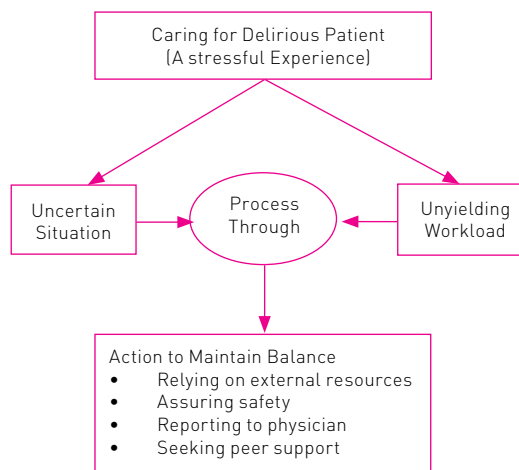 Caring for Delirious Patient
(A stressful Experience)
Uncertain
Situation
Process
Through
Unyielding
Workload
Action to Maintain Balance
• Relying on external resources
• Assuring safety
• Reporting to physician
• Seeking peer support